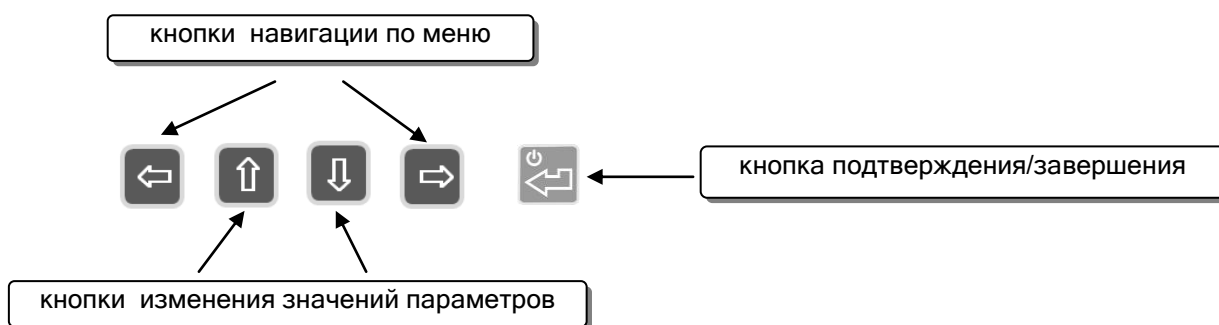 кнопки навигации по меню
кнопка подтверждения/завершения
кнопки изменения значений параметров